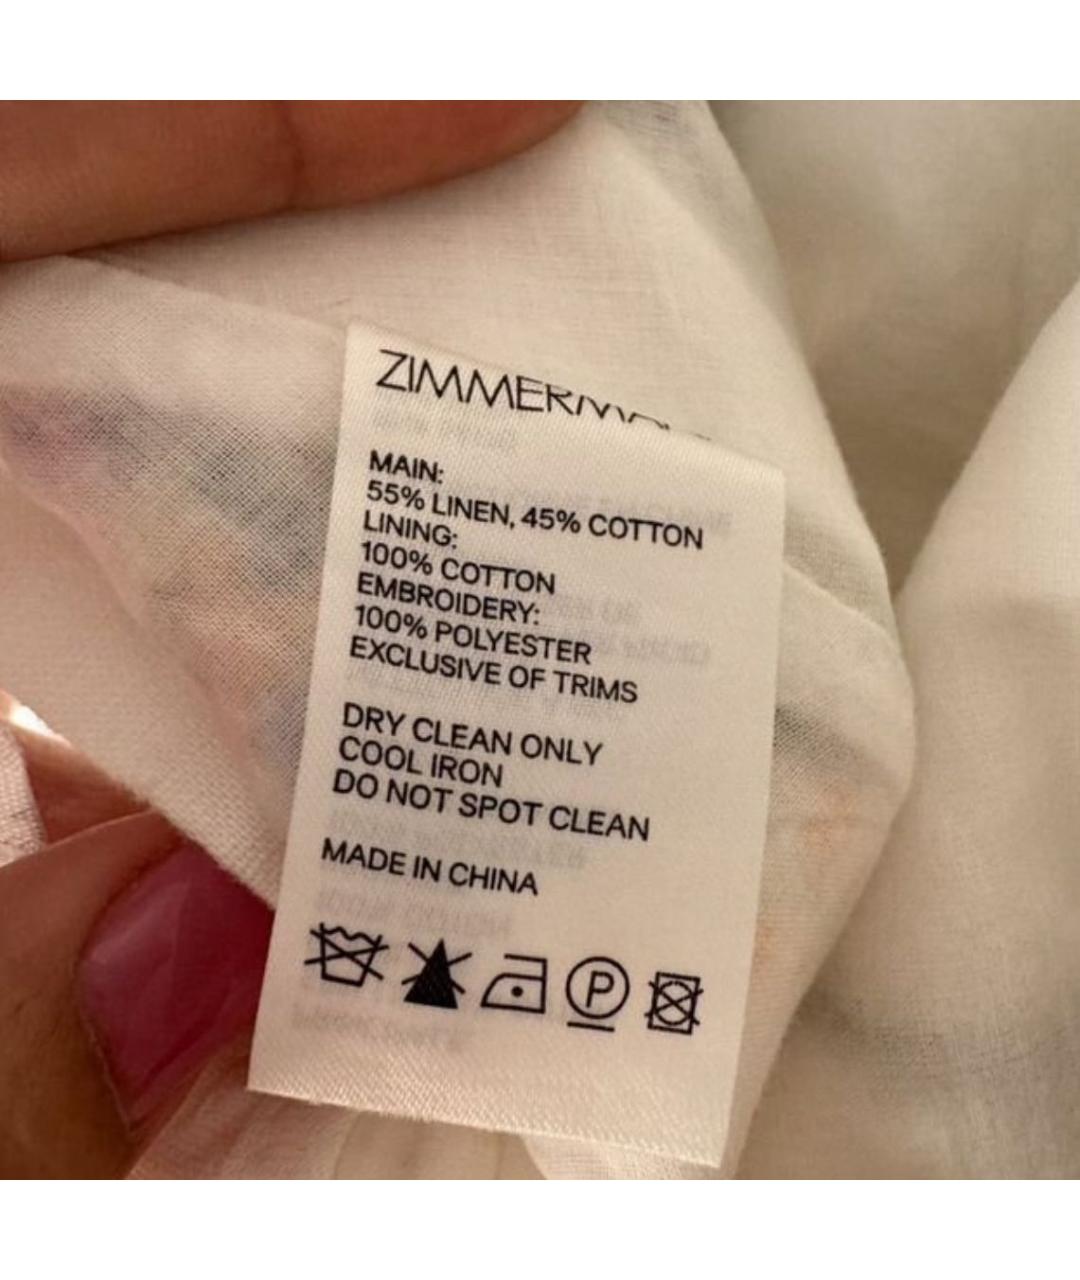 ZIMMERMA
MAIN:
55% LINEN, 45% COTTON
LINING:
100% COTTON
EMBROIDERY:
100% POLYESTER
EXCLUSIVE OF TRIMS
DRY CLEAN ONLY
COOL IRON
DO NOT SPOT CLEAN
MADE IN CHINA
P